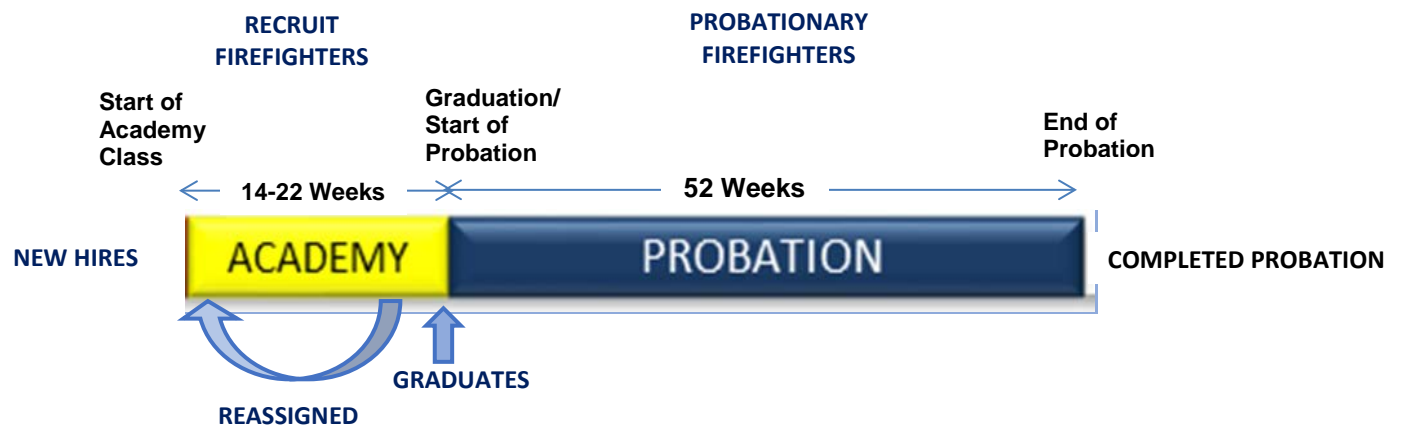 RECRUIT
FIREFIGHTERS
PROBATIONARY
FIREFIGHTERS
Start of
Academy
Class
Graduation/
Start of
Probation
End of
Probation
14-22 Weeks
52 Weeks
NEW HIRES
ACADEMY
PROBATION
COMPLETED PROBATION
GRADUATES
REASSIGNED